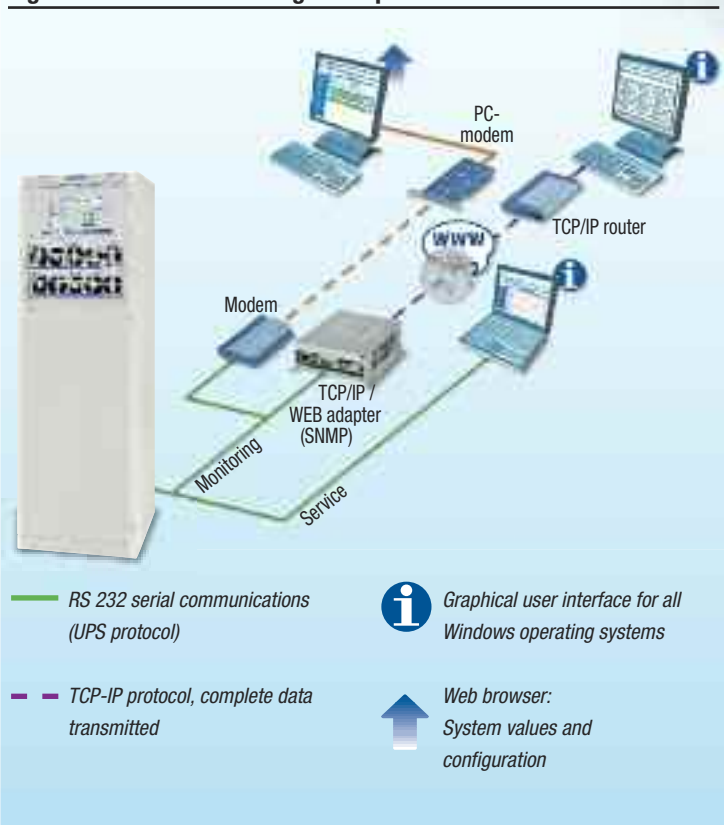 PC-
modem
TCP/IP router
www
Modem
TCP/IP /
WEB adapter
(SNMP)
Monitoring
Service
RS 232 serial communications
(UPS protocol)
Graphical user interface for all
Windows operating systems
TCP-IP protocol, complete data
transmitted
Web browser:
System values and
configuration